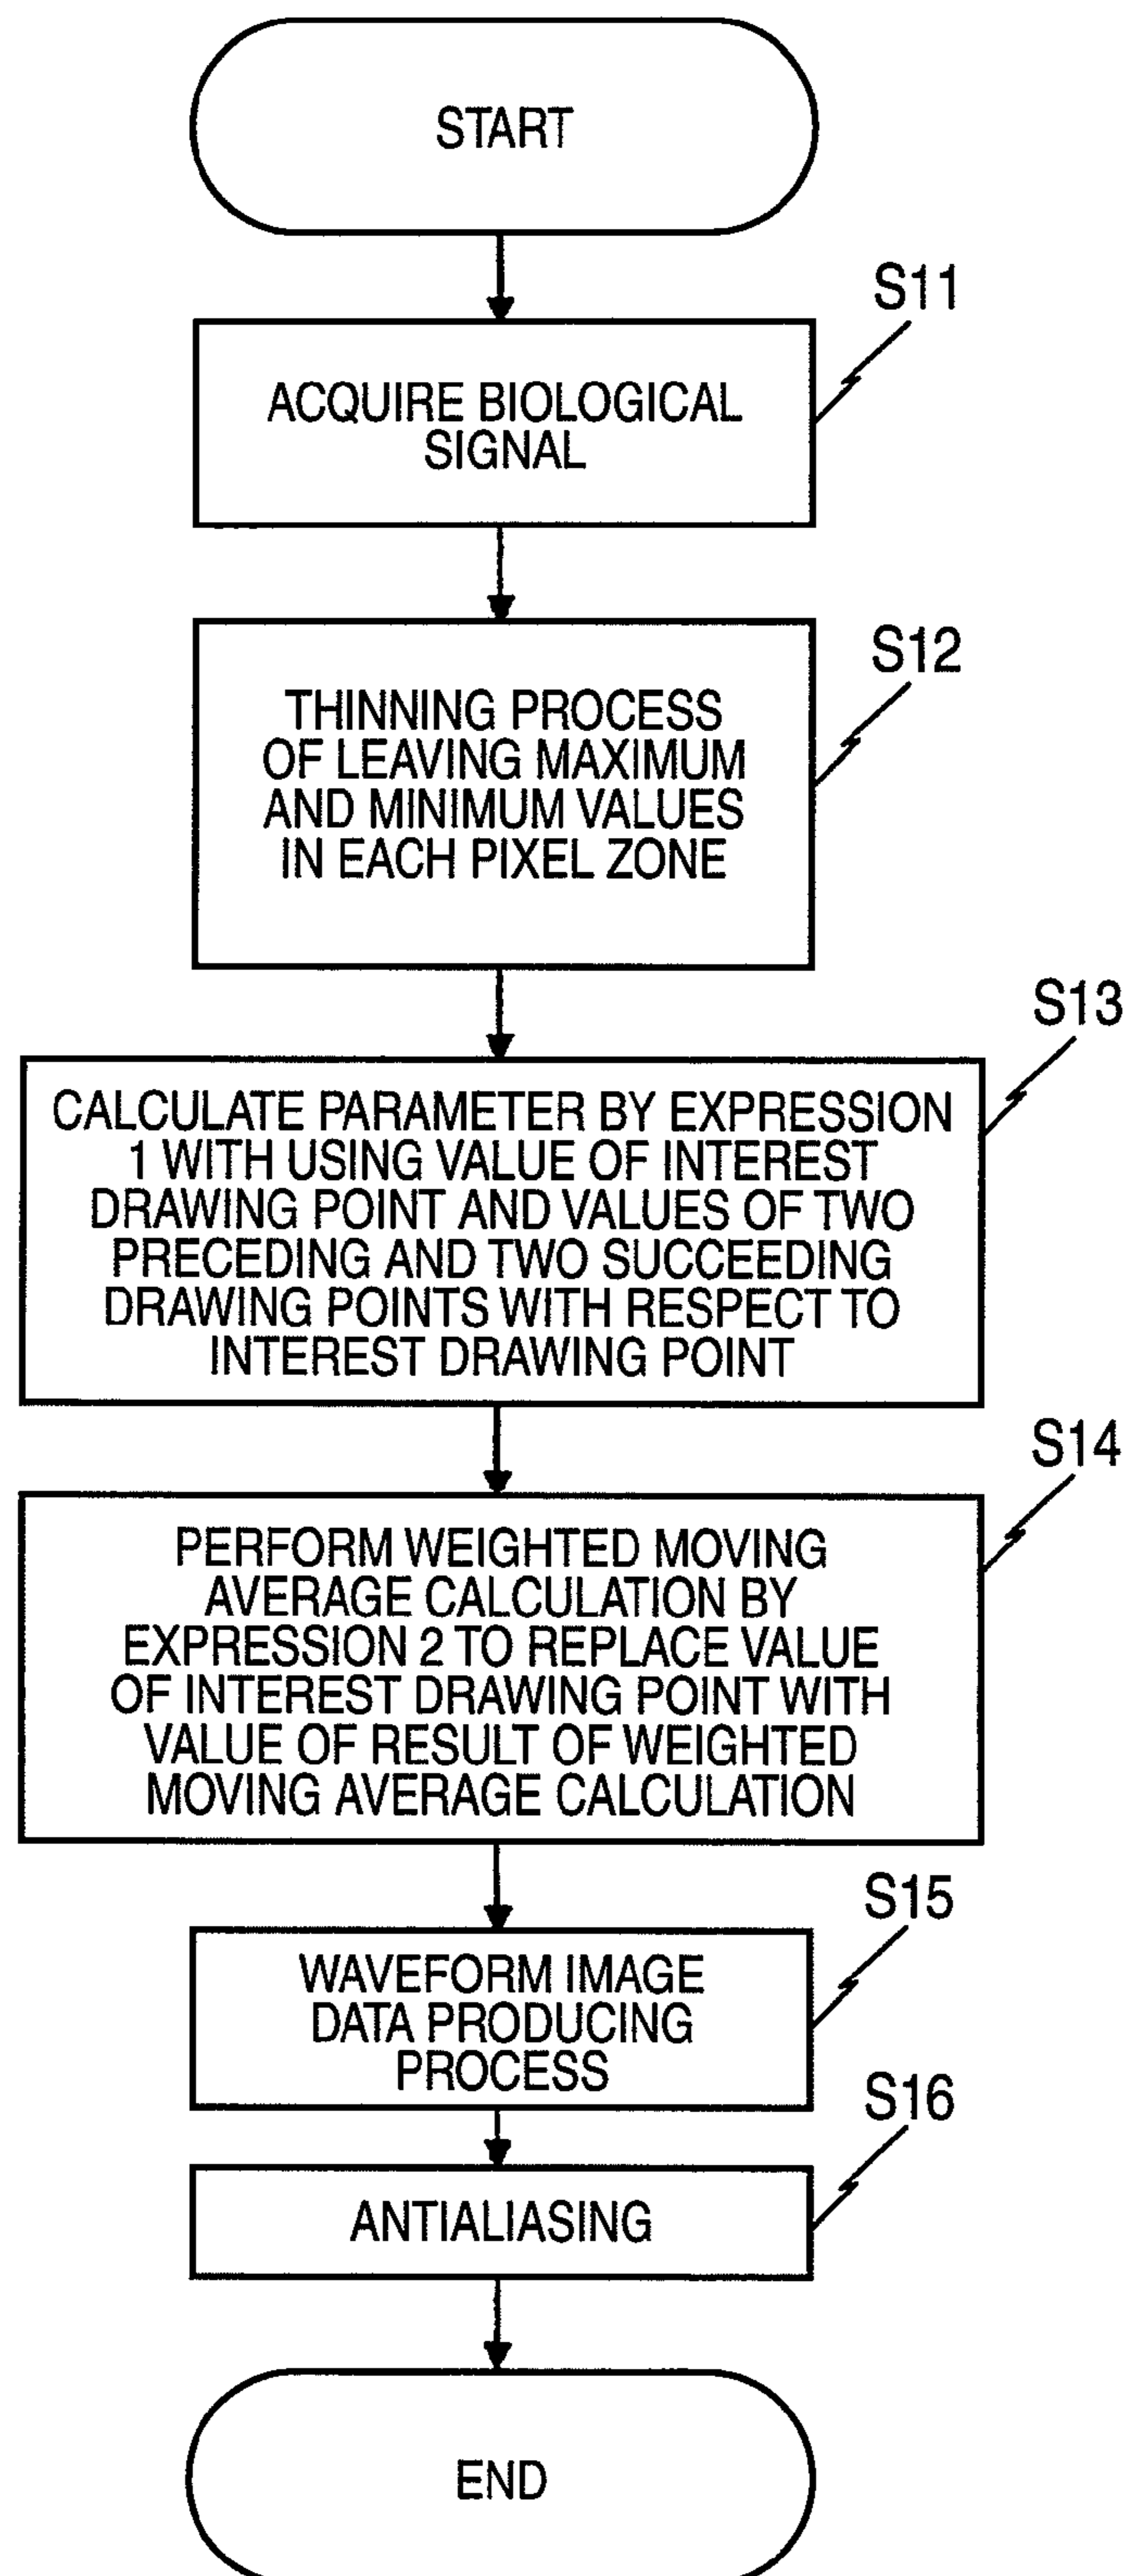 START
S11
ACQUIRE BIOLOGICAL
SIGNAL
S12
THINNING PROCESS
OF LEAVING MAXIMUM
AND MINIMUM VALUES
IN EACH PIXEL ZONE
S13
CALCULATE PARAMETER BY EXPRESSION
1 WITH USING VALUE OF INTEREST
DRAWING POINT AND VALUES OF TWO
PRECEDING AND TWO SUCCEEDING
DRAWING POINTS WITH RESPECT TO
INTEREST DRAWING POINT
S14
PERFORM WEIGHTED MOVING
AVERAGE CALCULATION BY
EXPRESSION 2 TO REPLACE VALUE
OF INTEREST DRAWING POINT WITH
VALUE OF RESULT OF WEIGHTED
MOVING AVERAGE CALCULATION
S15
WAVEFORM IMAGE
DATA PRODUCING
PROCESS
S16
ANTIALIASING
END